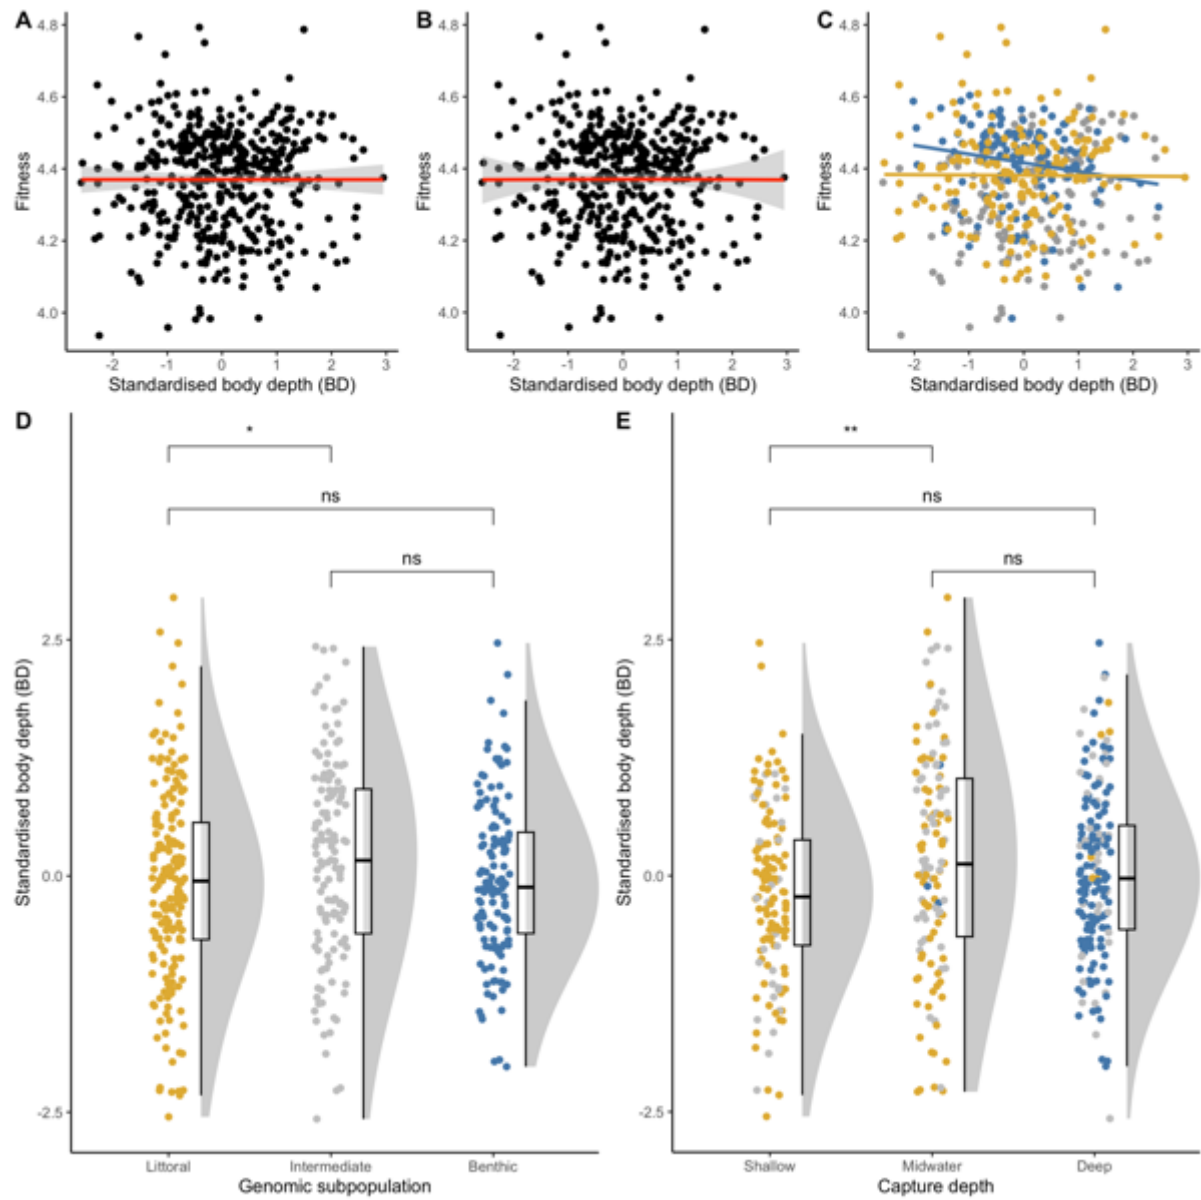 A
B
C
4.8
4.6
4.4
4.2
4.0
Fitness
-2 -1 0 1 2 3
Standardised body depth (BD)
4.8
4.6
4.4
4.2
4.0
Fitness
-2 -1 0 1 2 3
Standardised body depth (BD)
4.8
4.6
4.4
4.2
4.0
Fitness
-2 -1 0 1 2 3
Standardised body depth (BD)
D
*
ns
ns
2.5
0.0
-2.5
Standardised body depth (BD)
Littoral Intermediate Benthic
Genomic subpopulation
E
**
ns
ns
2.5
0.0
-2.5
Standardised body depth (BD)
Shallow Midwater Deep
Capture depth